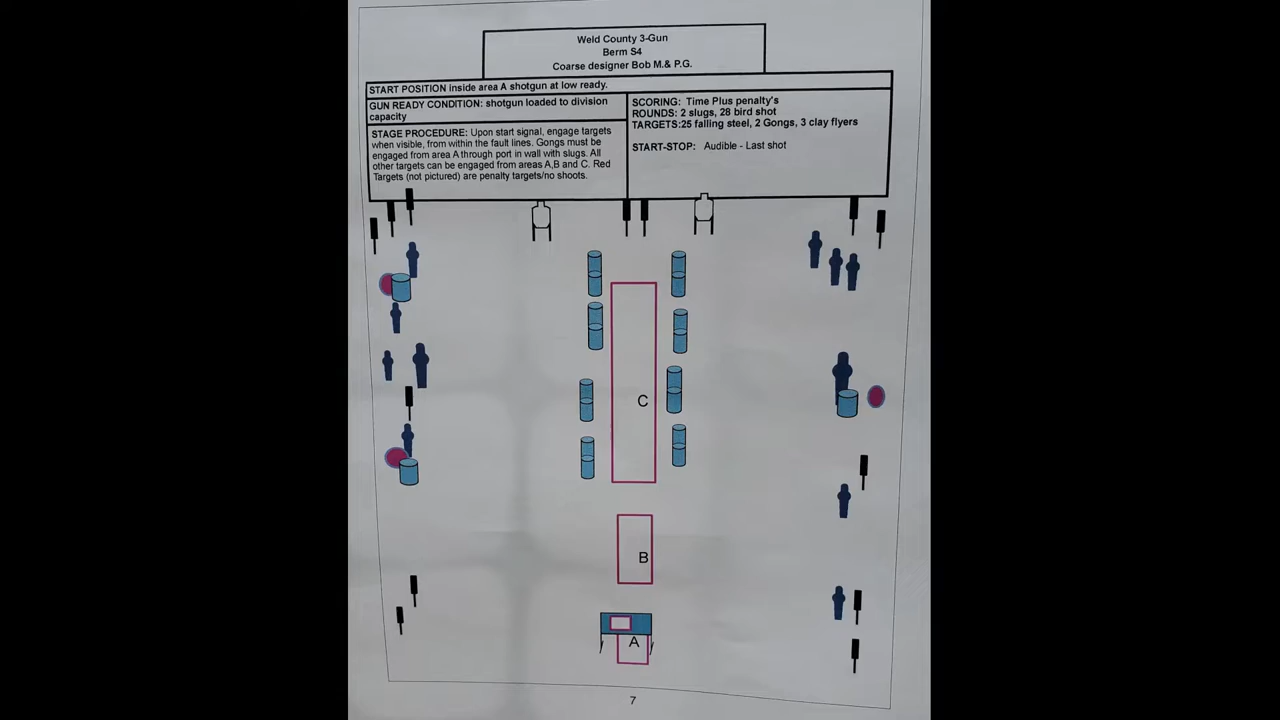 Weld County 3-Gun
Berm S4
Coarse designer Bob M.& P.G.
START POSITION inside area A shotgun at low ready.
GUN READY CONDITION: shotgun loaded to division
capacity
STAGE PROCEDURE: Upon start signal, engage targets
when visible, from within the fault lines. Gongs must be
engaged from area A through port in wall with slugs. All
other targets can be engaged from areas A,B and C. Red
Targets (not pictured) are penalty targets/no shoots.
SCORING: Time Plus penalty's
ROUNDS: 2 slugs, 28 bird shot
TARGETS:25 falling steel, 2 Gongs, 3 clay flyers
START-STOP: Audible - Last shot
C
B
A
7